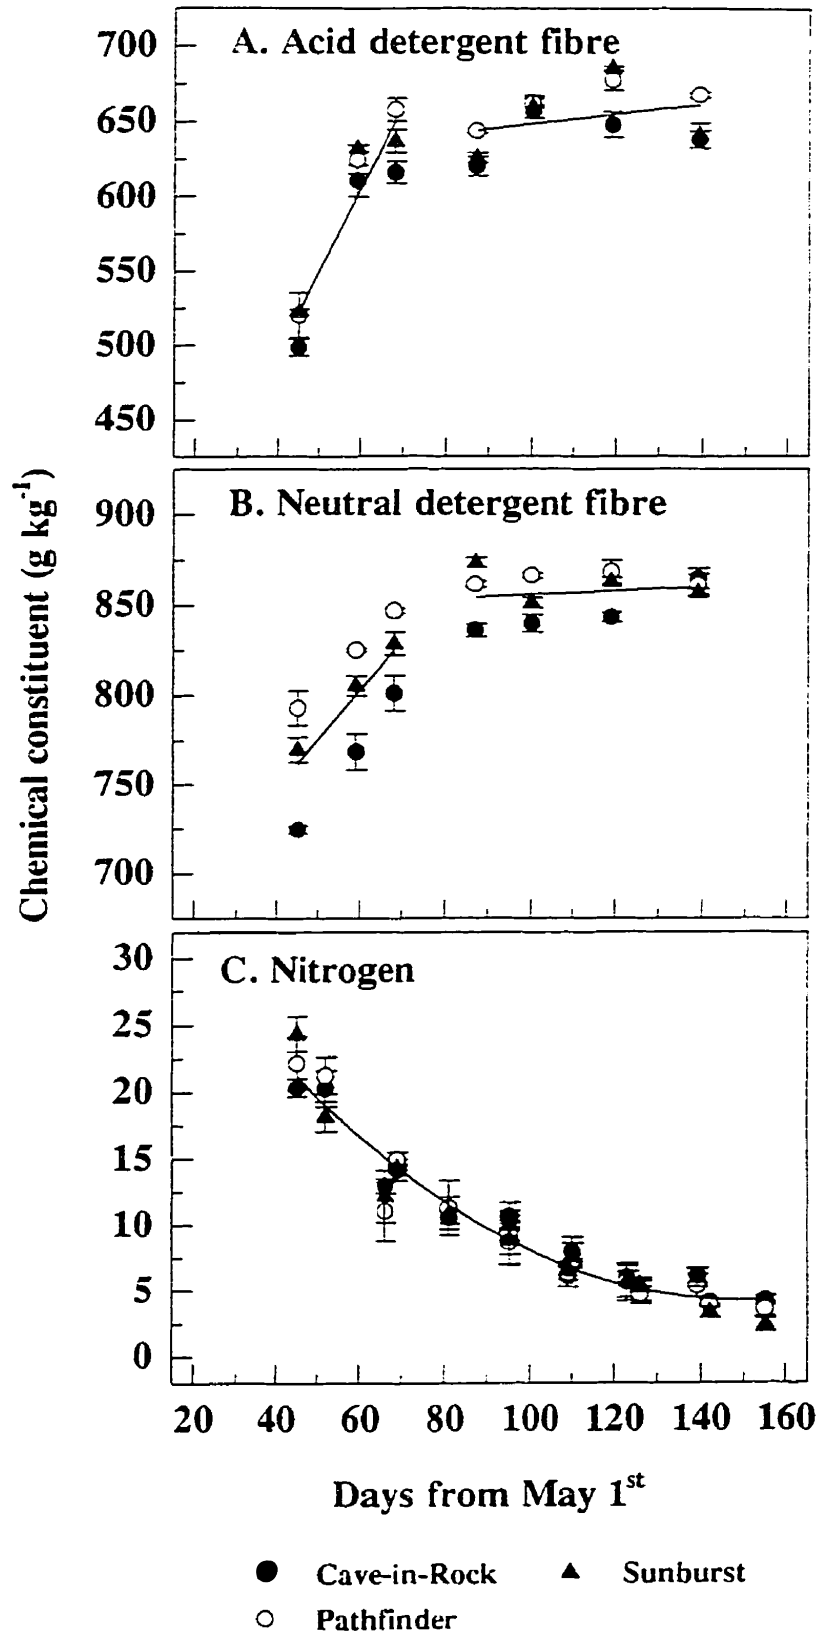 A. Acid detergent fibre
700
650
600
550
500
450
B. Neutral detergent fibre
900
850
800
750
700
Chemical constituent (g kg⁻¹)
C. Nitrogen
30
25
20
15
10
5
0
20 40 60 80 100 120 140 160
Days from May 1st
Cave-in-Rock Sunburst
Pathfinder